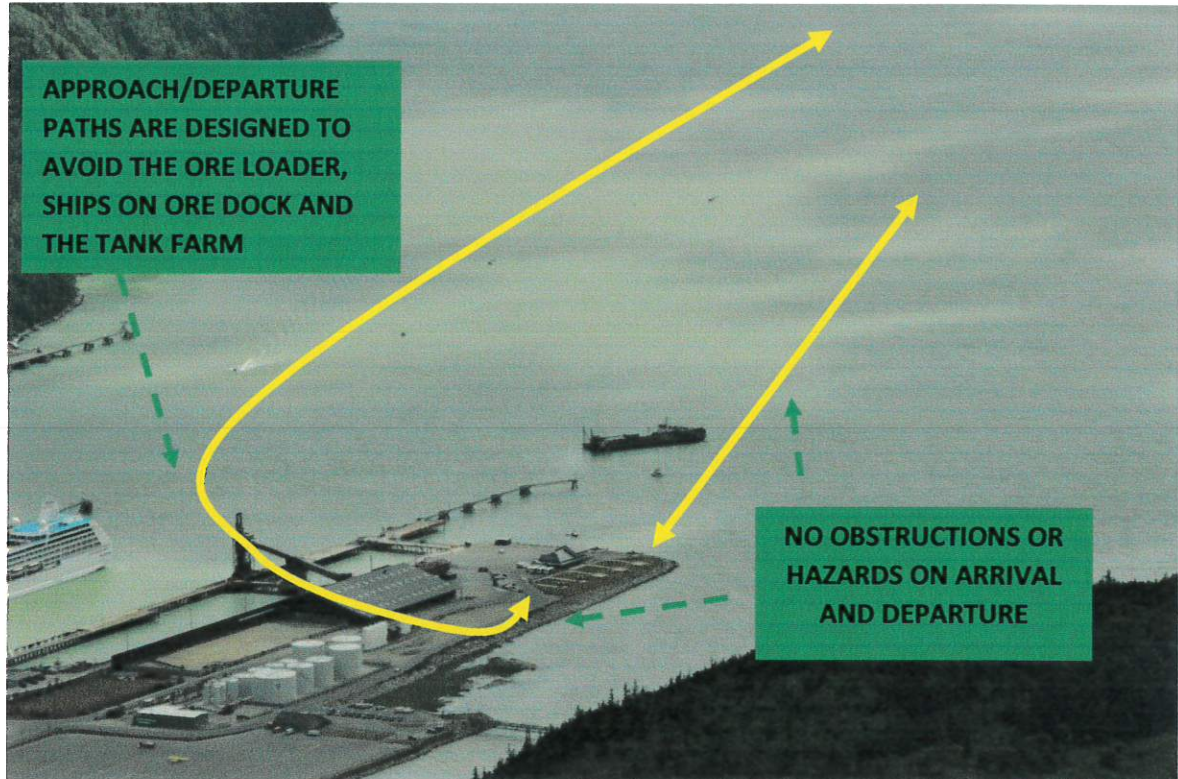 APPROACH/DEPARTURE
PATHS ARE DESIGNED TO
AVOID THE ORE LOADER,
SHIPS ON ORE DOCK AND
THE TANK FARM
NO OBSTRUCTIONS OR
HAZARDS ON ARRIVAL
AND DEPARTURE